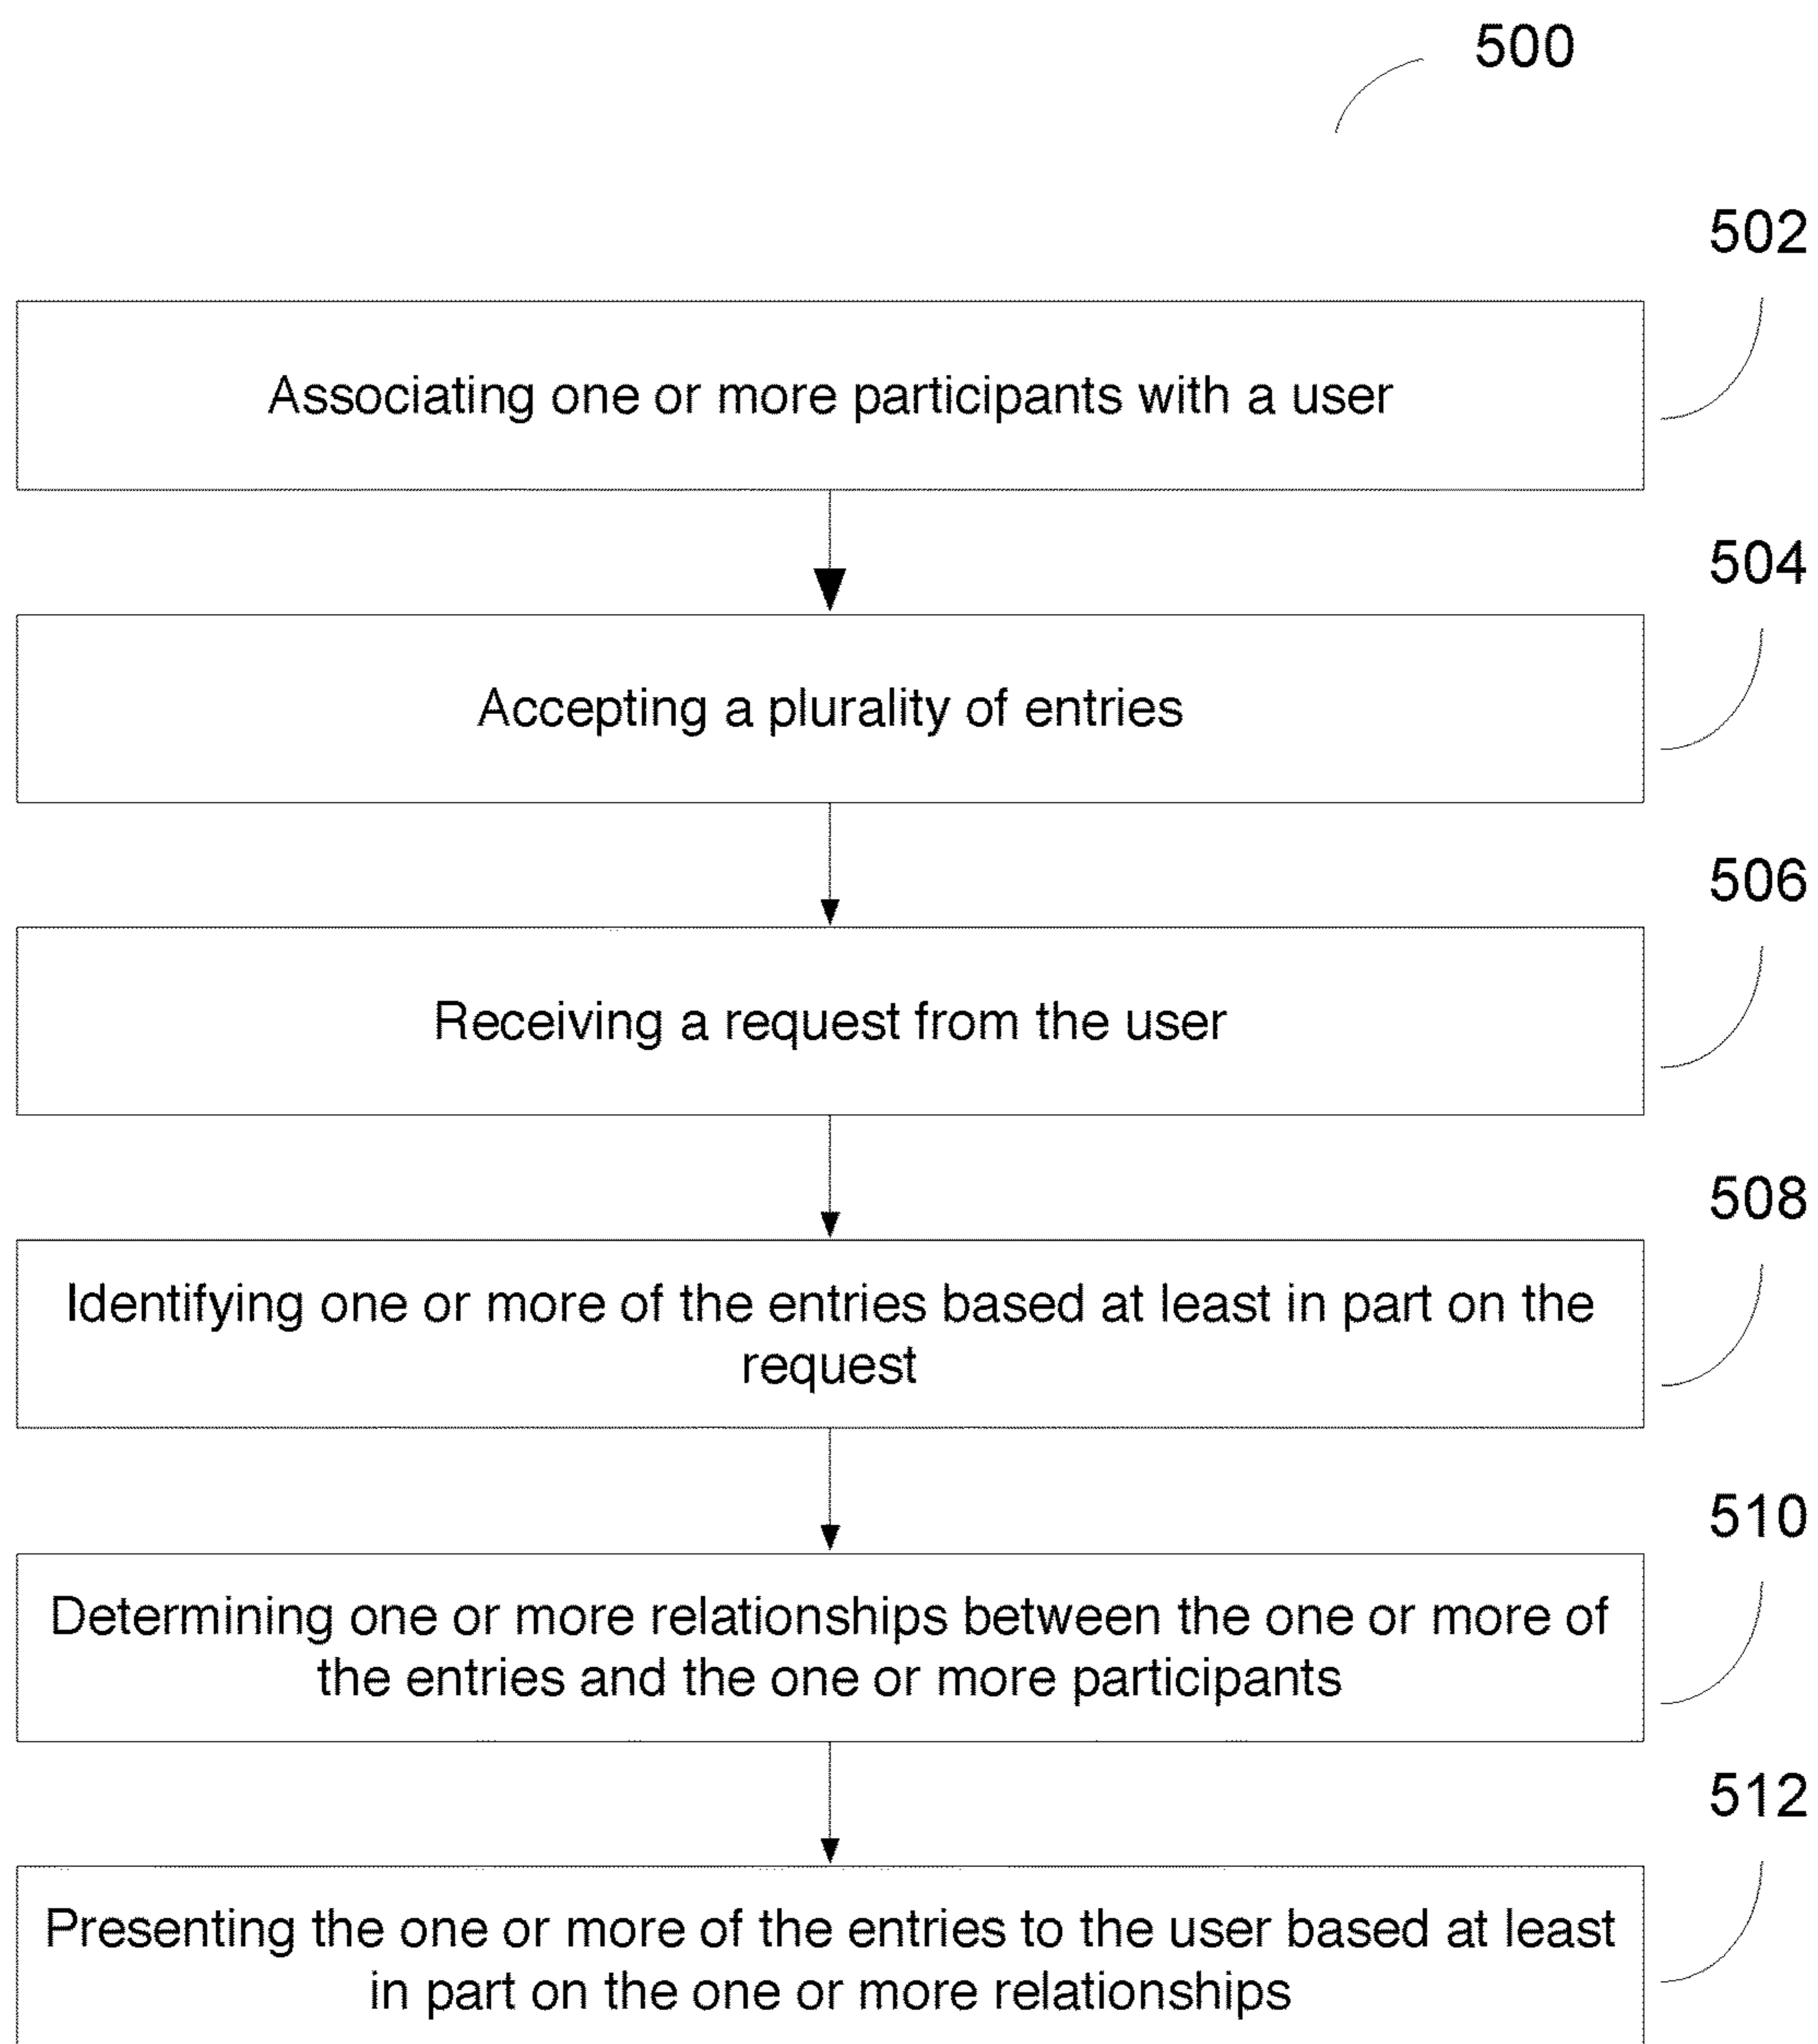 500
502
Associating one or more participants with a user
504
Accepting a plurality of entries
506
Receiving a request from the user
508
Identifying one or more of the entries based at least in part on the
request
510
Determining one or more relationships between the one or more of
the entries and the one or more participants
512
Presenting the one or more of the entries to the user based at least
in part on the one or more relationships